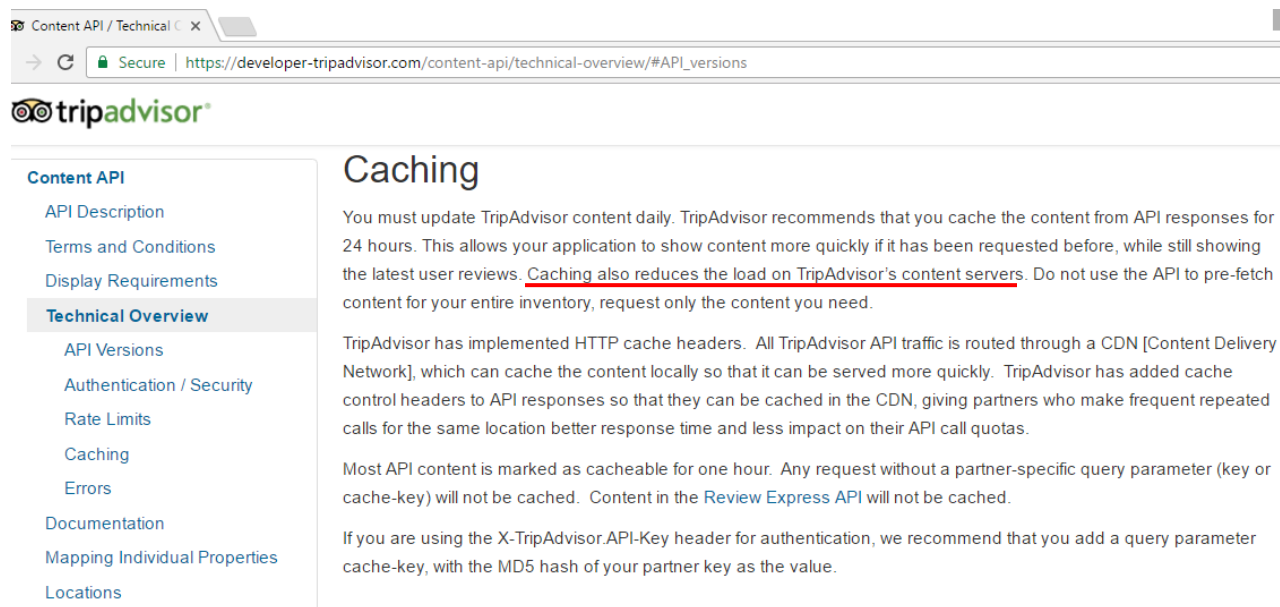 Content API / Technical C
Secure | https://developer-tripadvisor.com/content-api/technical-overview/#API_versions
tripadvisor
Content API
API Description
Terms and Conditions
Display Requirements
Technical Overview
API Versions
Authentication / Security
Rate Limits
Caching
Errors
Documentation
Mapping Individual Properties
Locations
Caching
You must update TripAdvisor content daily. TripAdvisor recommends that you cache the content from API responses for
24 hours. This allows your application to show content more quickly if it has been requested before, while still showing
the latest user reviews. Caching also reduces the load on TripAdvisor's content servers. Do not use the API to pre-fetch
content for your entire inventory, request only the content you need.
TripAdvisor has implemented HTTP cache headers.  All TripAdvisor API traffic is routed through a CDN [Content Delivery
Network], which can cache the content locally so that it can be served more quickly.  TripAdvisor has added cache
control headers to API responses so that they can be cached in the CDN, giving partners who make frequent repeated
calls for the same location better response time and less impact on their API call quotas.
Most API content is marked as cacheable for one hour.  Any request without a partner-specific query parameter (key or
cache-key) will not be cached.  Content in the Review Express API will not be cached.
If you are using the X-TripAdvisor.API-Key header for authentication, we recommend that you add a query parameter
cache-key, with the MD5 hash of your partner key as the value.